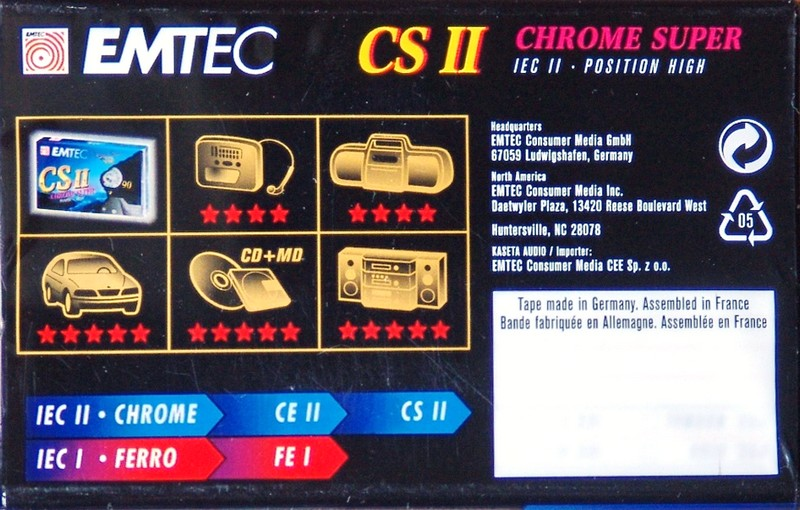 EMTEC
EMTEC
CS II
CHROME SUPER
IEC II · POSITION HIGH
EMTEC
CS II
90
CD+MD
IEC II • CHROME
CE II
CS II
IEC I • FERRO
FE I
Headquarters
EMTEC Consumer Media GmbH
67059 Ludwigshafen, Germany
North America
EMTEC Consumer Media Inc.
Daetwyler Plaza, 13420 Reese Boulevard West
Huntersville, NC 28078
KASETA AUDIO / Importer:
EMTEC Consumer Media CEE Sp. z o.o.
05
Tape made in Germany. Assembled in France
Bande fabriquée en Allemagne. Assemblée en France